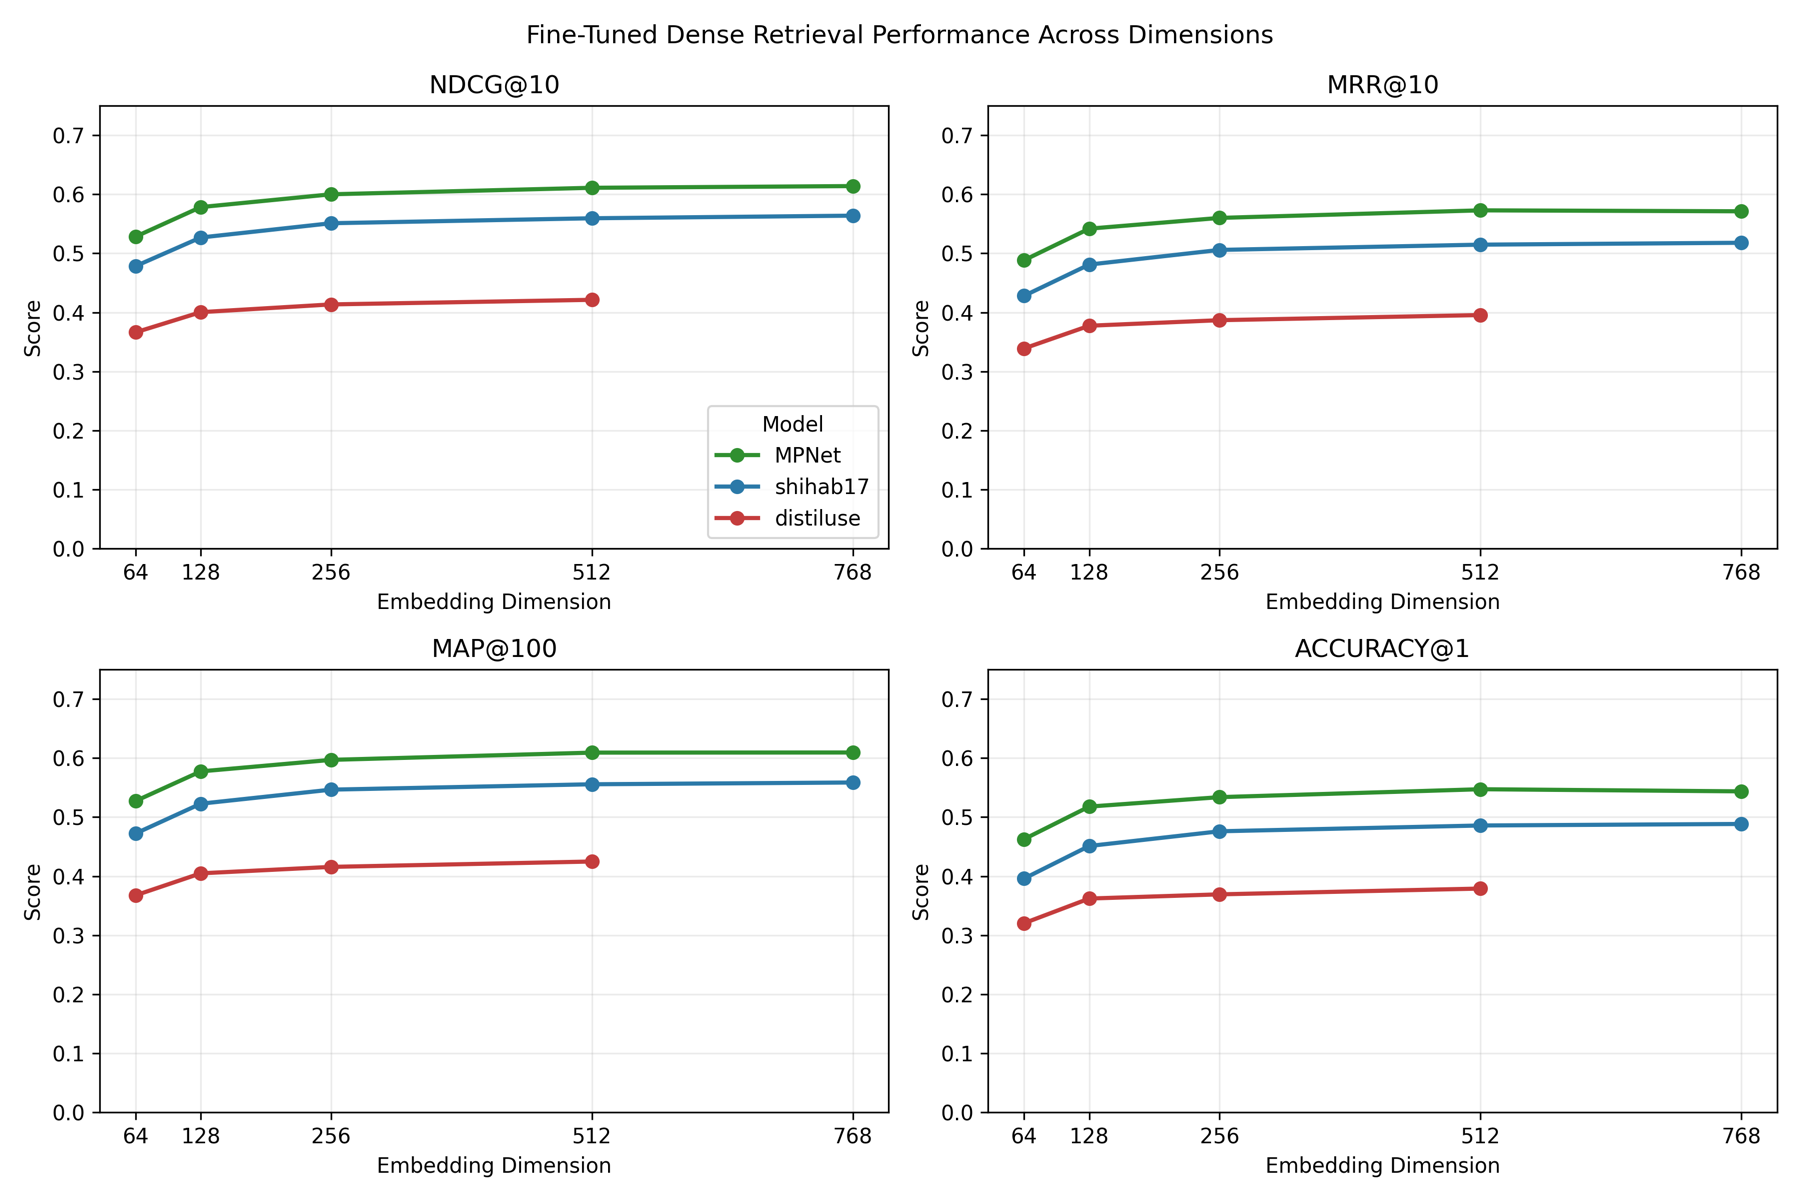 Fine-Tuned Dense Retrieval Performance Across Dimensions
NDCG@10
0.7
0.6
0.5
0.4
0.3
0.2
0.1
0.0
Score
64 128 256 512 768
Embedding Dimension
Model
MPNet
shihab17
distiluse
MRR@10
0.7
0.6
0.5
0.4
0.3
0.2
0.1
0.0
Score
64 128 256 512 768
Embedding Dimension
MAP@100
0.7
0.6
0.5
0.4
0.3
0.2
0.1
0.0
Score
64 128 256 512 768
Embedding Dimension
ACCURACY@1
0.7
0.6
0.5
0.4
0.3
0.2
0.1
0.0
Score
64 128 256 512 768
Embedding Dimension